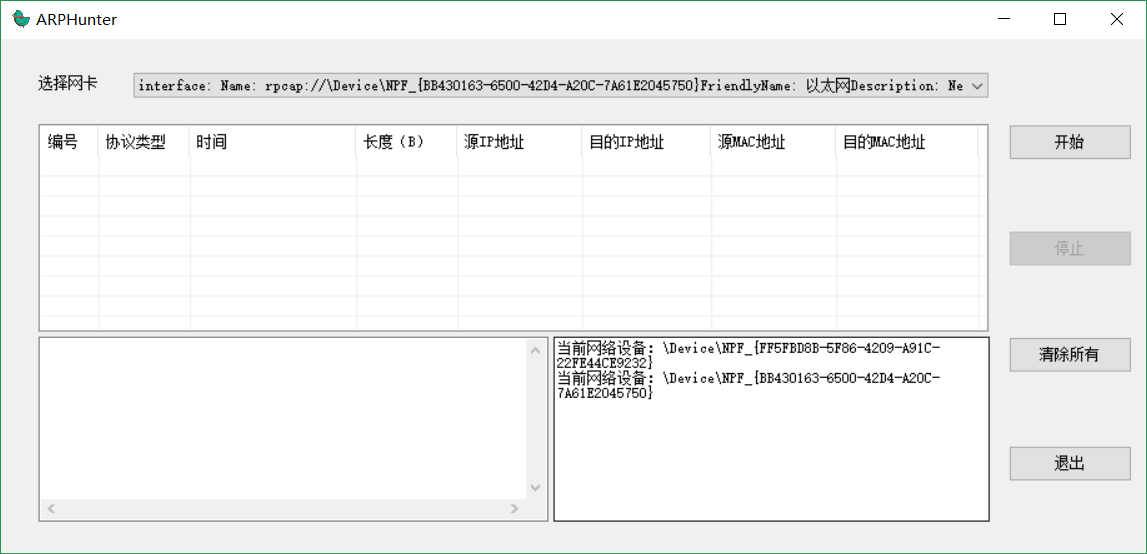 ARPHunter
选择网卡
interface: Name: rpcap://\Device\NPF_{BB430163-6500-42D4-A20C-7A61E2045750}FriendlyName: 以太网Description: Ne
编号 协议类型 时间 长度（B） 源IP地址 目的IP地址 源MAC地址 目的MAC地址
开始
停止
当前网络设备: \Device\NPF_{FF5FBD8B-5F86-4209-A91C-
22FE44CE9232}
当前网络设备: \Device\NPF_{BB430163-6500-42D4-A20C-
7A61E2045750}
清除所有
退出